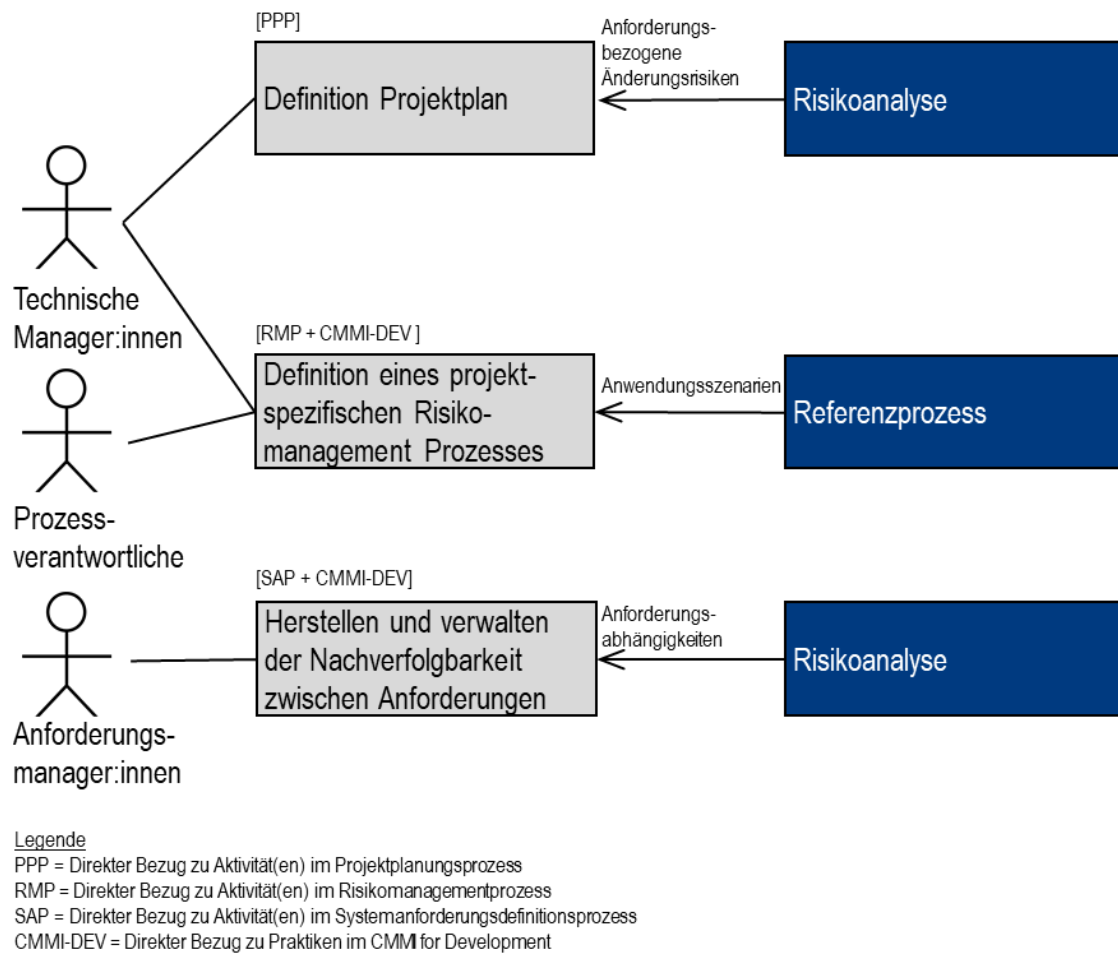 [PPP]
Definition Projektplan
Anforderungs-
bezogene
Änderungsrisiken
Risikoanalyse
Technische
Manager:innen
[RMP + CMMI-DEV ]
Definition eines projekt-
spezifischen Risiko-
management Prozesses
Anwendungsszenarien
Referenzprozess
Prozess-
verantwortliche
[SAP + CMMI-DEV]
Herstellen und verwalten
der Nachverfolgbarkeit
zwischen Anforderungen
Anforderungs-
abhängigkeiten
Risikoanalyse
Anforderungs-
manager:innen
Legende
PPP = Direkter Bezug zu Aktivität(en) im Projektplanungsprozess
RMP = Direkter Bezug zu Aktivität(en) im Risikomanagementprozess
SAP = Direkter Bezug zu Aktivität(en) im Systemanforderungsdefinitionsprozess
CMMI-DEV = Direkter Bezug zu Praktiken im CMMI for Development